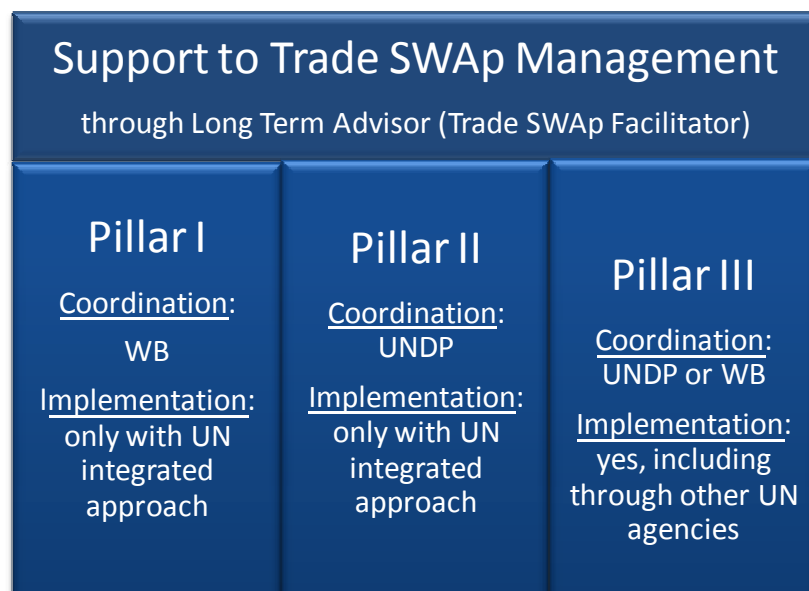 Support to Trade SWAp Management
through Long Term Advisor (Trade SWAp Facilitator)
Pillar I
Coordination:
WB
Implementation:
only with UN
integrated
approach
Pillar II
Coordination:
UNDP
Implementation:
only with UN
integrated
approach
Pillar III
Coordination:
UNDP or WB
Implementation:
yes, including
through other UN
agencies